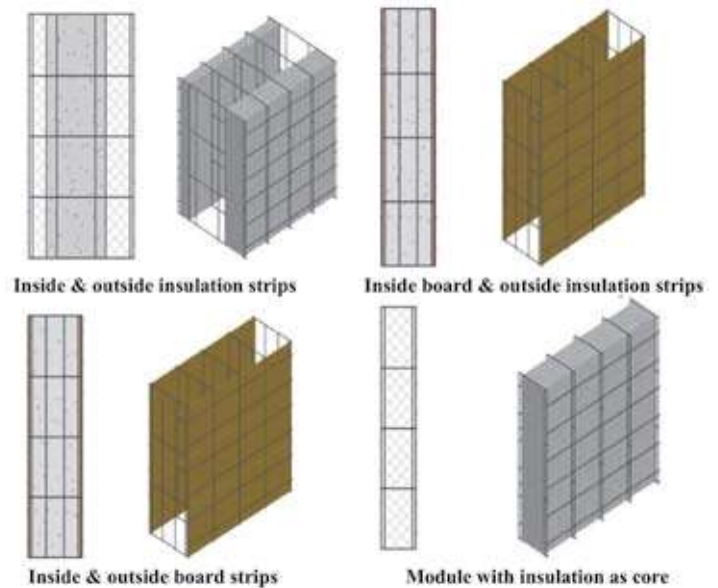 Inside & outside insulation strips
Inside board & outside insulation strips
Inside & outside board strips
Module with insulation as core